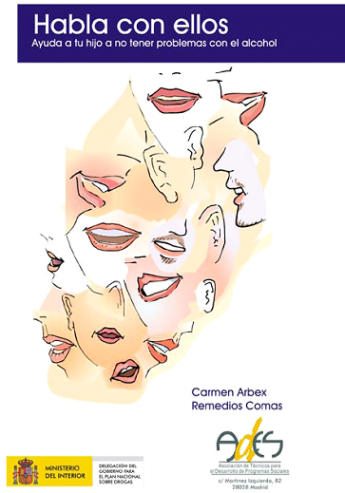 Habla con ellos
Ayuda a tu hijo a no tener problemas con el alcohol
Carmen Arbex
Remedios Comas
AdES
Asociación de Técnicos para
el Desarrollo de Programas Sociales
c/ Martinez Izquierdo, 82
28028 Madrid
MINISTERIO
DEL INTERIOR
DELEGACIÓN DEL
GOBIERNO PARA
EL PLAN NACIONAL
SOBRE DROGAS